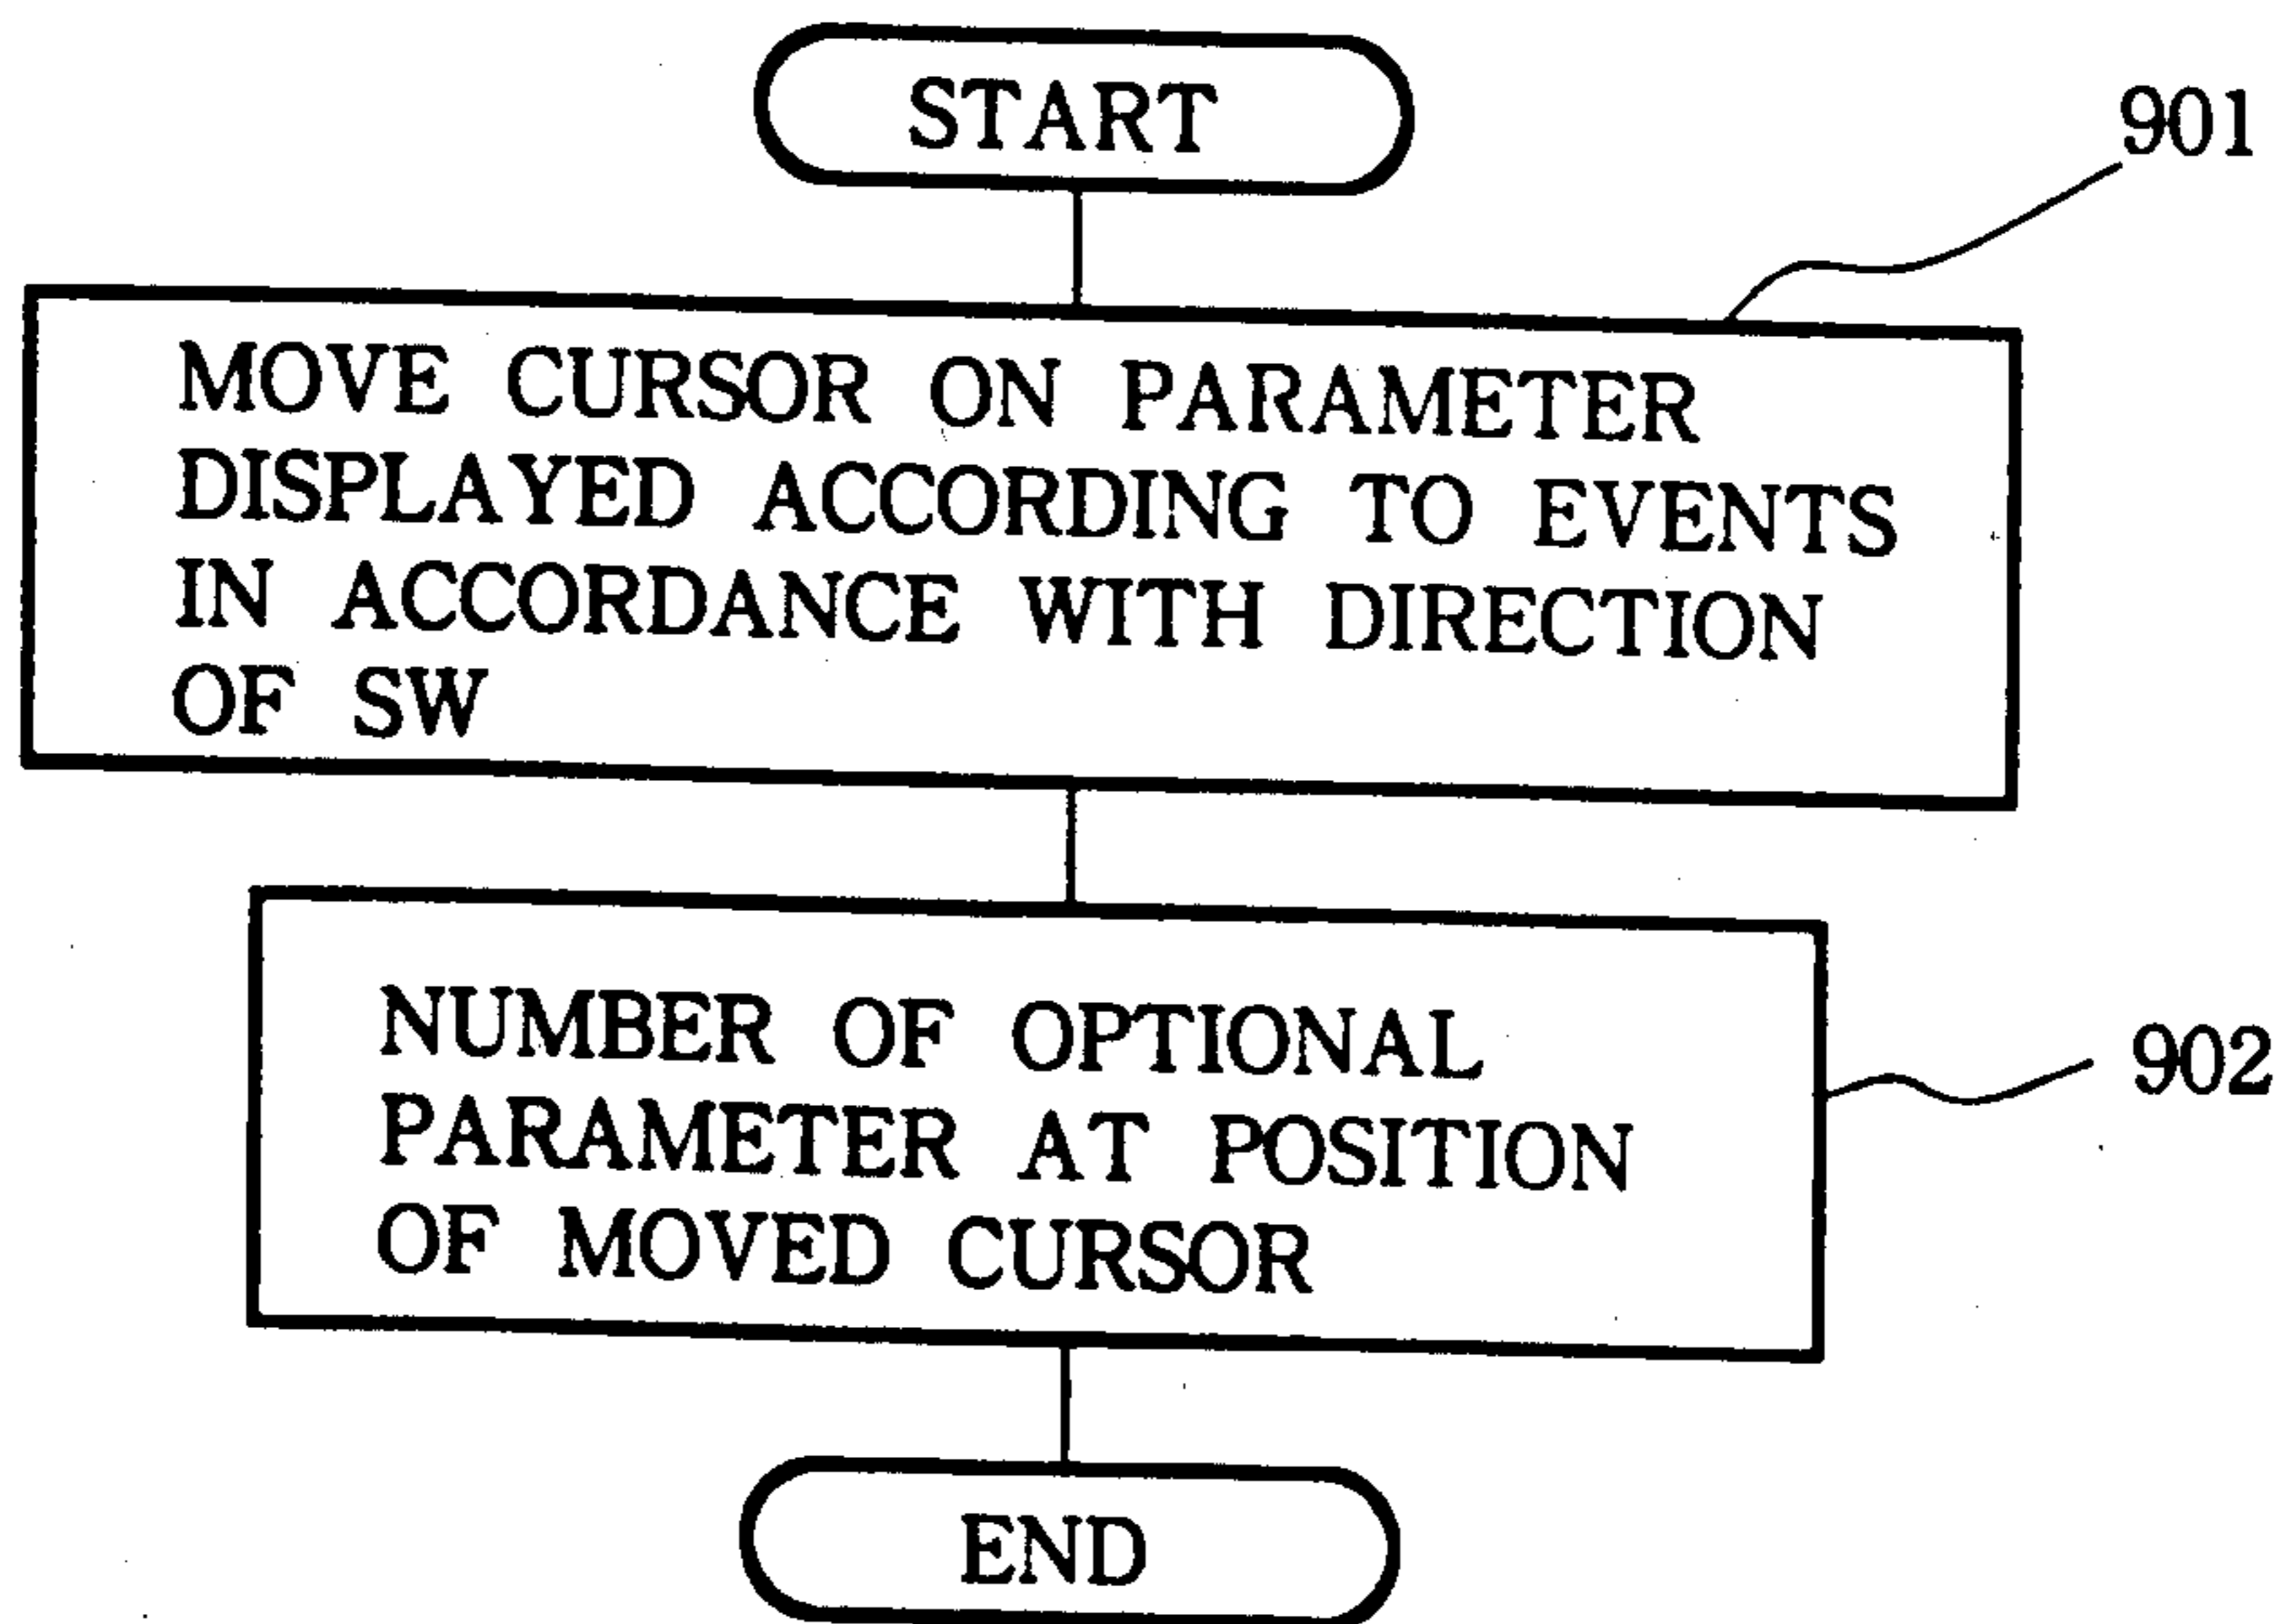 START
901
MOVE CURSOR ON PARAMETER
DISPLAYED ACCORDING TO EVENTS
IN ACCORDANCE WITH DIRECTION
OF SW
NUMBER OF OPTIONAL
PARAMETER AT POSITION
OF MOVED CURSOR
902
END